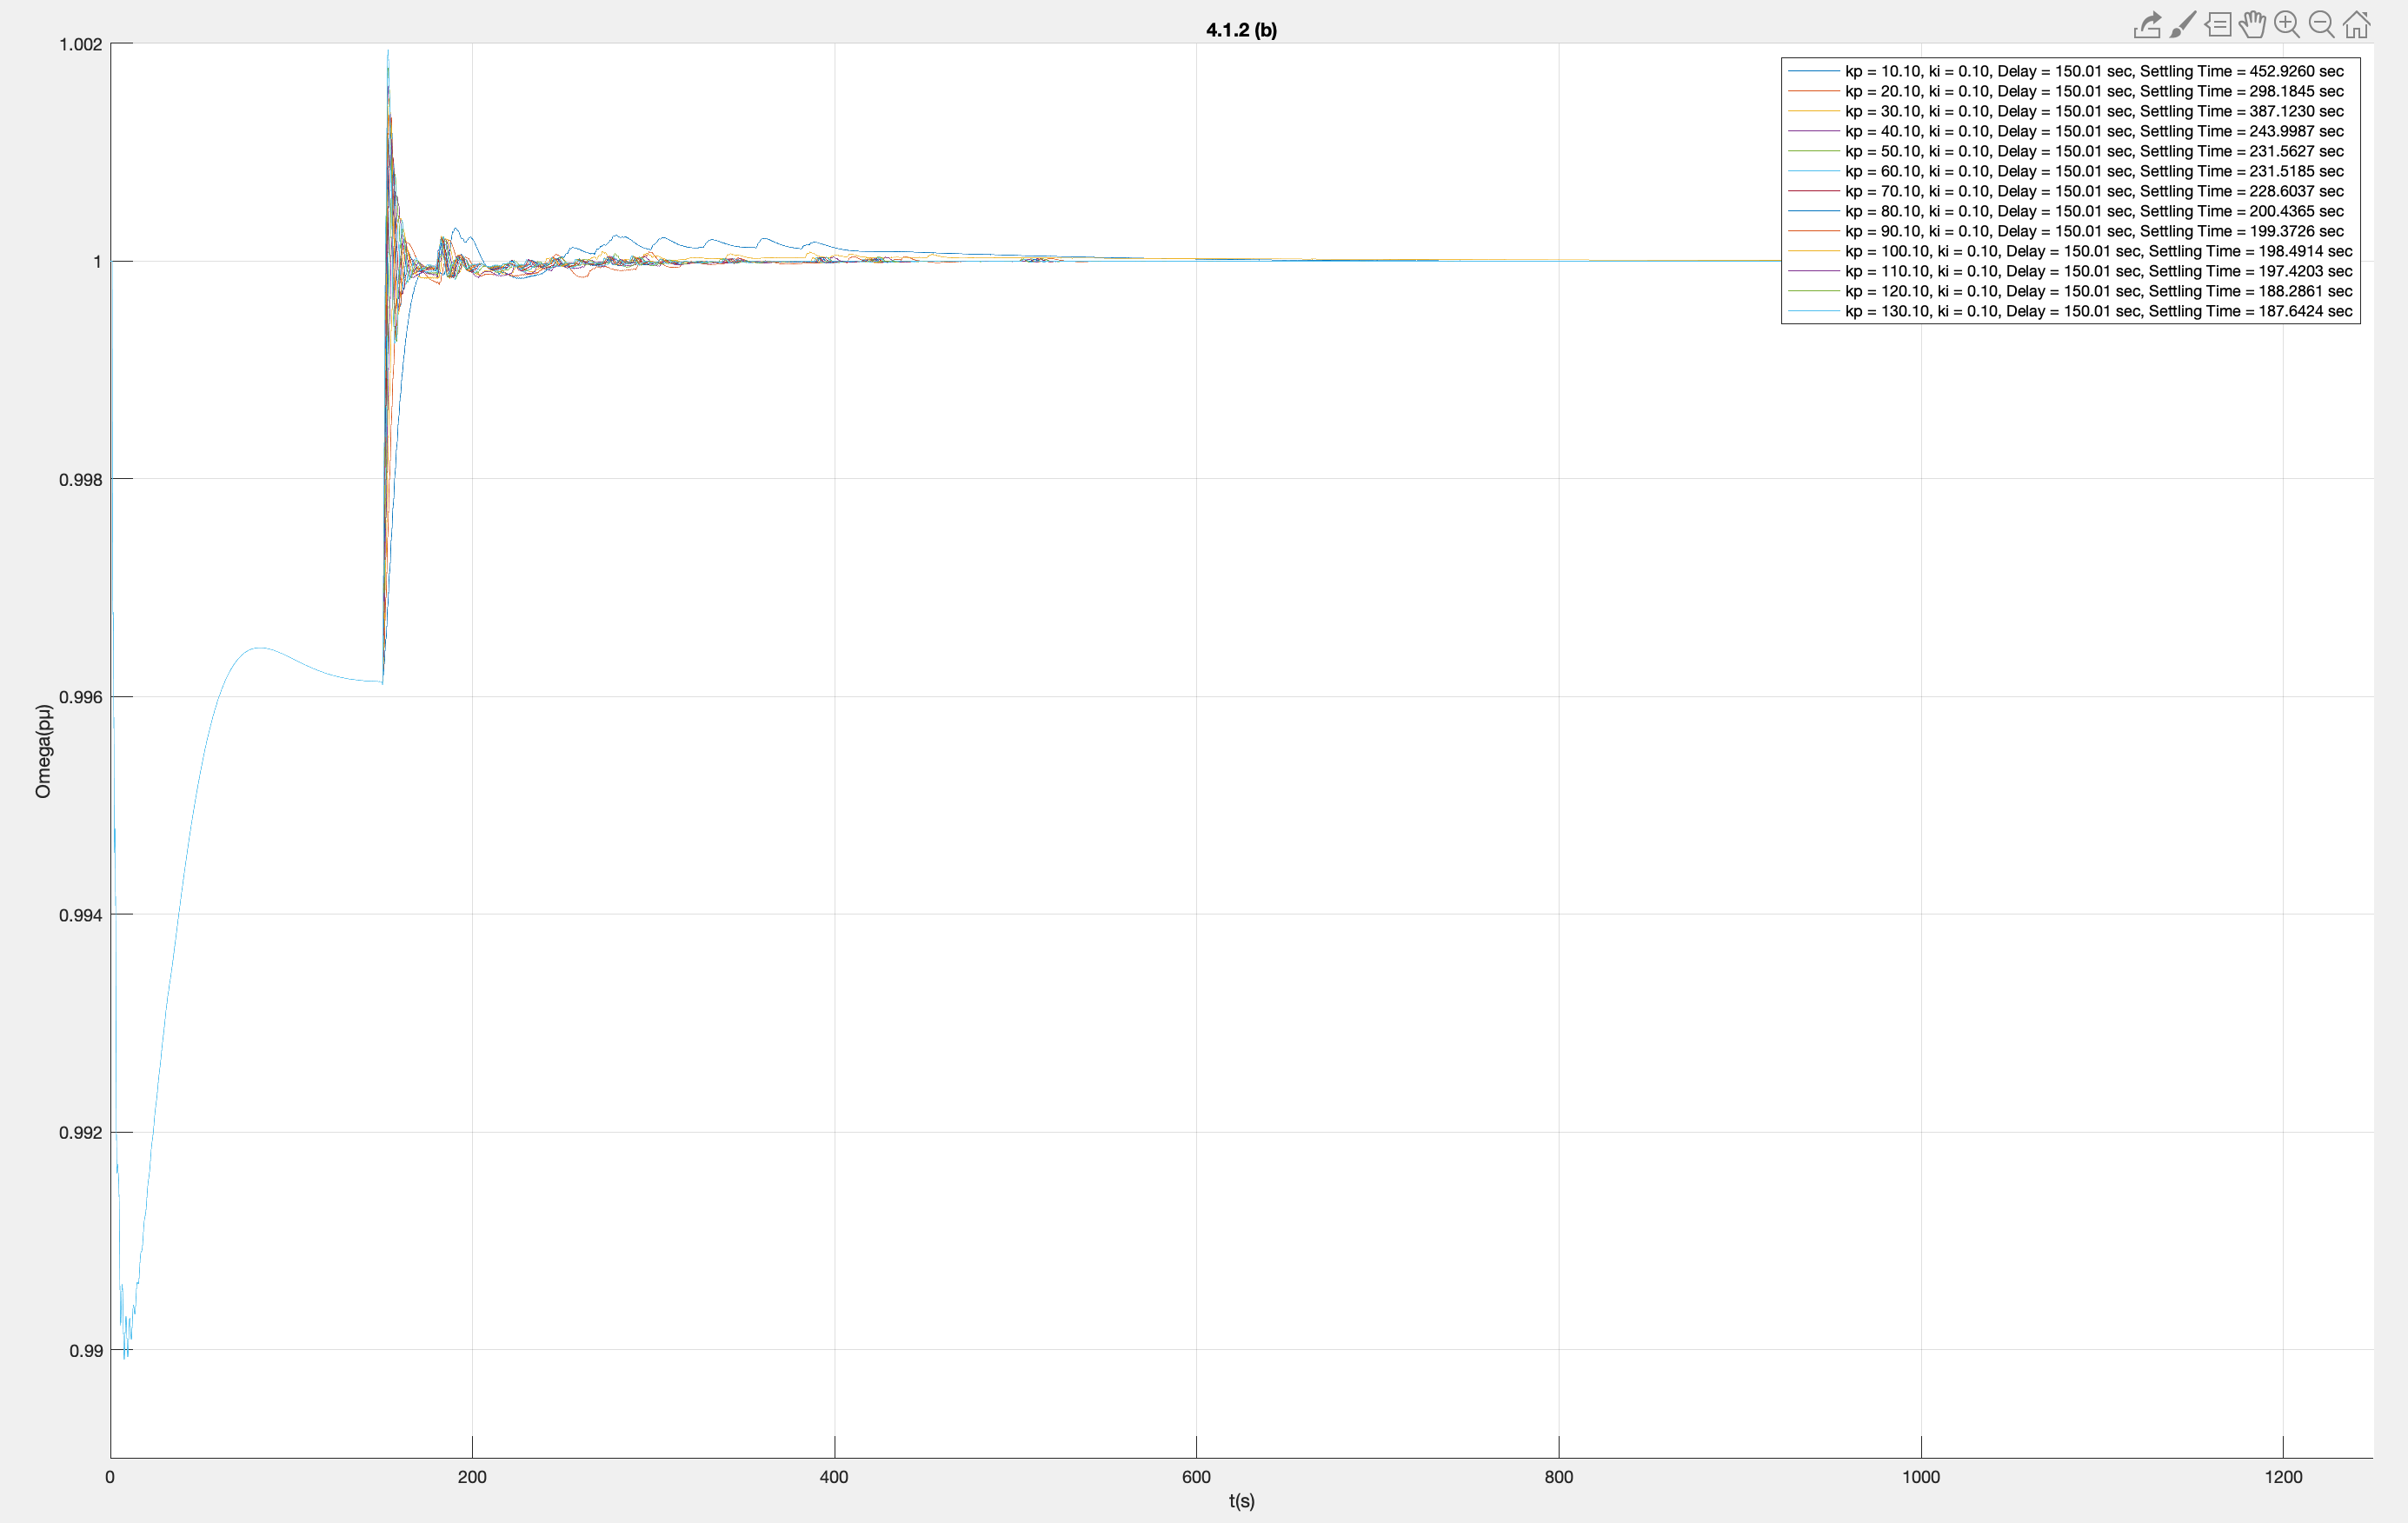 4.1.2 (b)
1.002
1
0.998
0.996
0.994
0.992
0.99
Omega(pμ)
kp = 10.10, ki = 0.10, Delay = 150.01 sec, Settling Time = 452.9260 sec
kp = 20.10, ki = 0.10, Delay = 150.01 sec, Settling Time = 298.1845 sec
kp = 30.10, ki = 0.10, Delay = 150.01 sec, Settling Time = 387.1230 sec
kp = 40.10, ki = 0.10, Delay = 150.01 sec, Settling Time = 243.9987 sec
kp = 50.10, ki = 0.10, Delay = 150.01 sec, Settling Time = 231.5627 sec
kp = 60.10, ki = 0.10, Delay = 150.01 sec, Settling Time = 231.5185 sec
kp = 70.10, ki = 0.10, Delay = 150.01 sec, Settling Time = 228.6037 sec
kp = 80.10, ki = 0.10, Delay = 150.01 sec, Settling Time = 200.4365 sec
kp = 90.10, ki = 0.10, Delay = 150.01 sec, Settling Time = 199.3726 sec
kp = 100.10, ki = 0.10, Delay = 150.01 sec, Settling Time = 198.4914 sec
kp = 110.10, ki = 0.10, Delay = 150.01 sec, Settling Time = 197.4203 sec
kp = 120.10, ki = 0.10, Delay = 150.01 sec, Settling Time = 188.2861 sec
kp = 130.10, ki = 0.10, Delay = 150.01 sec, Settling Time = 187.6424 sec
0 200 400 600 800 1000 1200
t(s)